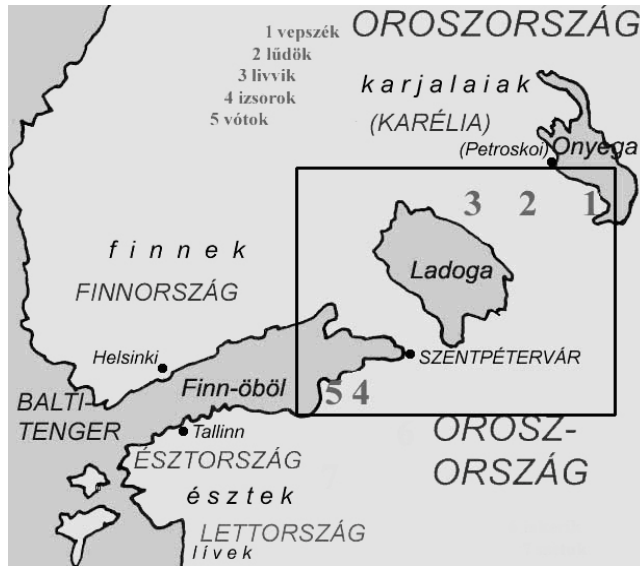 1 vepszék
2 lűdök
3 livvik
4 izsorok
5 vótok
OROSZORSZÁG
karjalaiak
(KARÉLIA)
(Petroskoi)
Onyega
3 2 1
finnek
FINNORSZÁG
Ladoga
Helsinki
SZENTPÉTERVÁR
Finn-öböl
5 4
BALTI-
TENGER
Tallinn
OROSZ-
ORSZÁG
ÉSZTORSZÁG
észtek
LETTORSZÁG
lívek